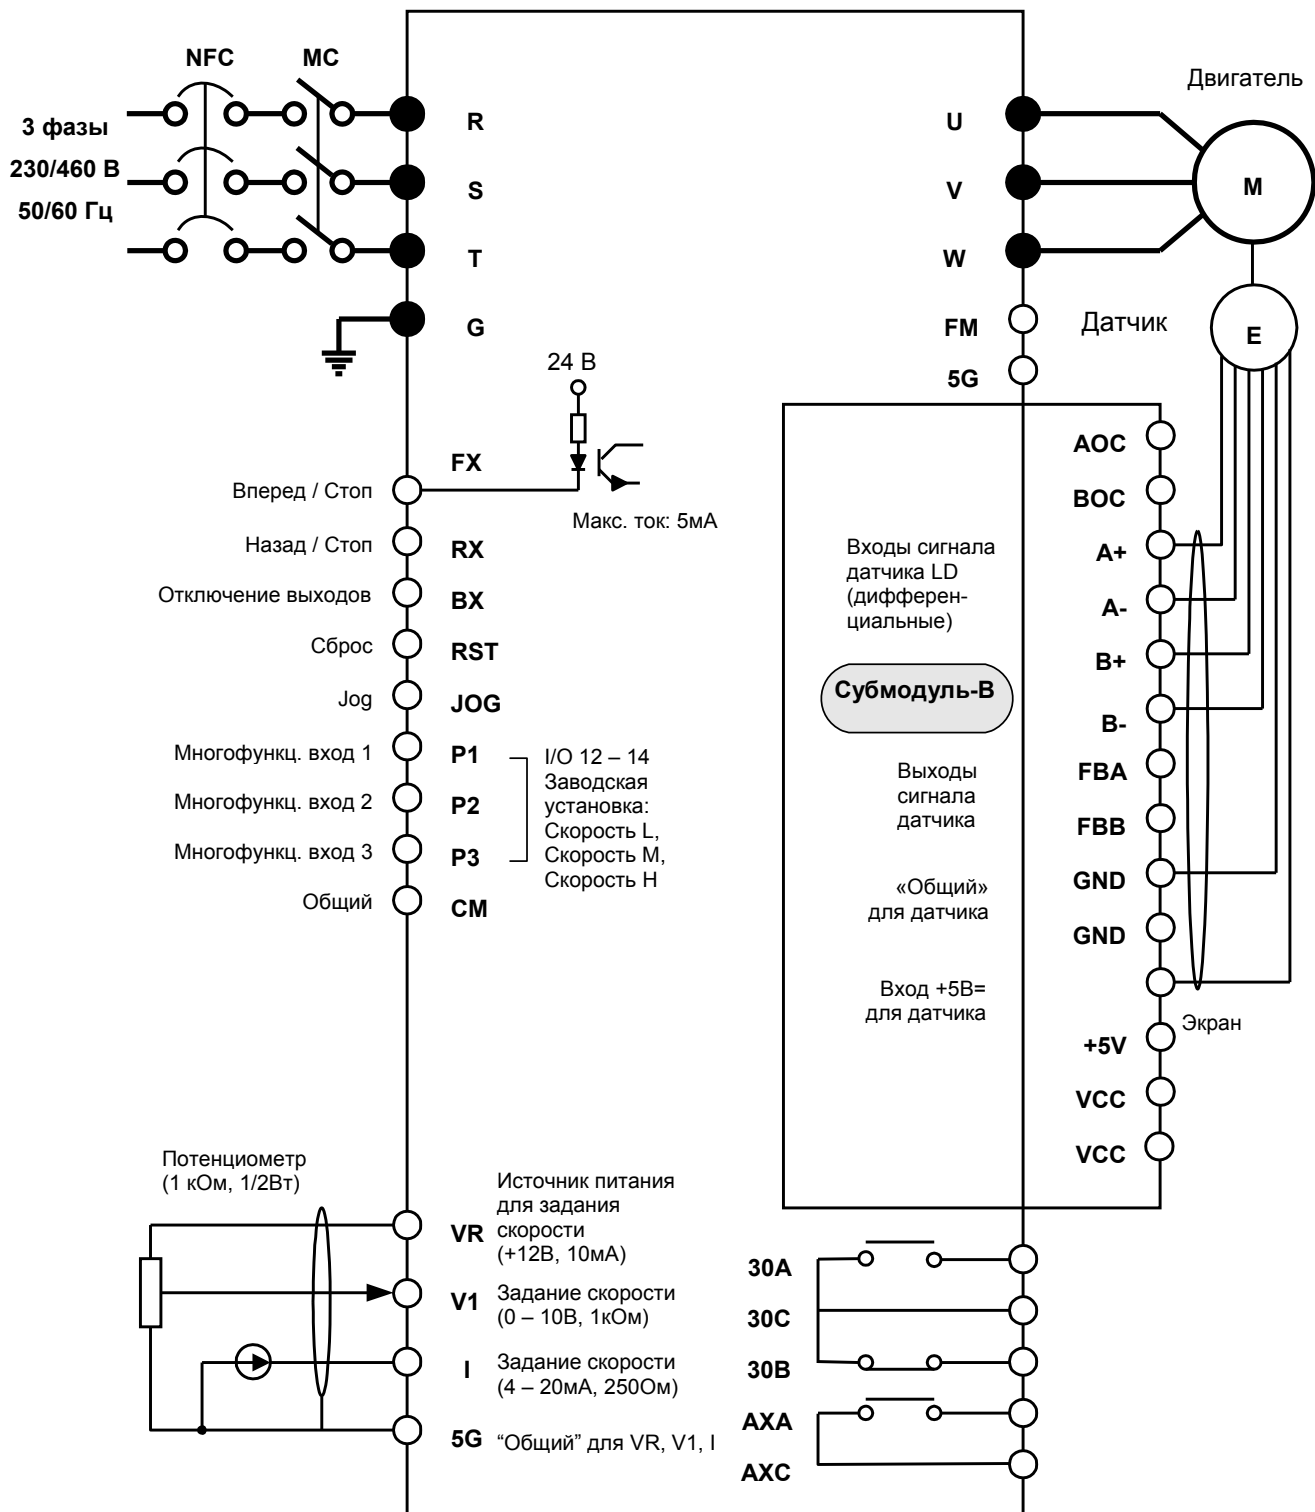 NFC
MC
3 фазы
230/460 В
50/60 Гц
R
S
T
G
U
V
W
FM
5G
Двигатель
M
Датчик
E
24 В
FX
Вперед / Стоп
Макс. ток: 5мА
Назад / Стоп
RX
Отключение выходов
BX
Сброс
RST
Jog
JOG
Многофункц. вход 1
P1
Многофункц. вход 2
P2
Многофункц. вход 3
P3
Общий
CM
I/O 12 – 14
Заводская
установка:
Скорость L,
Скорость M,
Скорость H
Входы сигнала
датчика LD
(дифферен-
циальные)
Субмодуль-B
Выходы
сигнала
датчика
«Общий»
для датчика
Вход +5В=
для датчика
AOC
BOC
A+
A-
B+
B-
FBA
FBB
GND
GND
Экран
+5V
VCC
VCC
Потенциометр
(1 кОм, 1/2Вт)
VR
Источник питания
для задания
скорости
(+12В, 10мА)
V1
Задание скорости
(0 – 10В, 1кОм)
I
Задание скорости
(4 – 20мА, 250Ом)
5G
“Общий” для VR, V1, I
30A
30C
30B
AXA
AXC